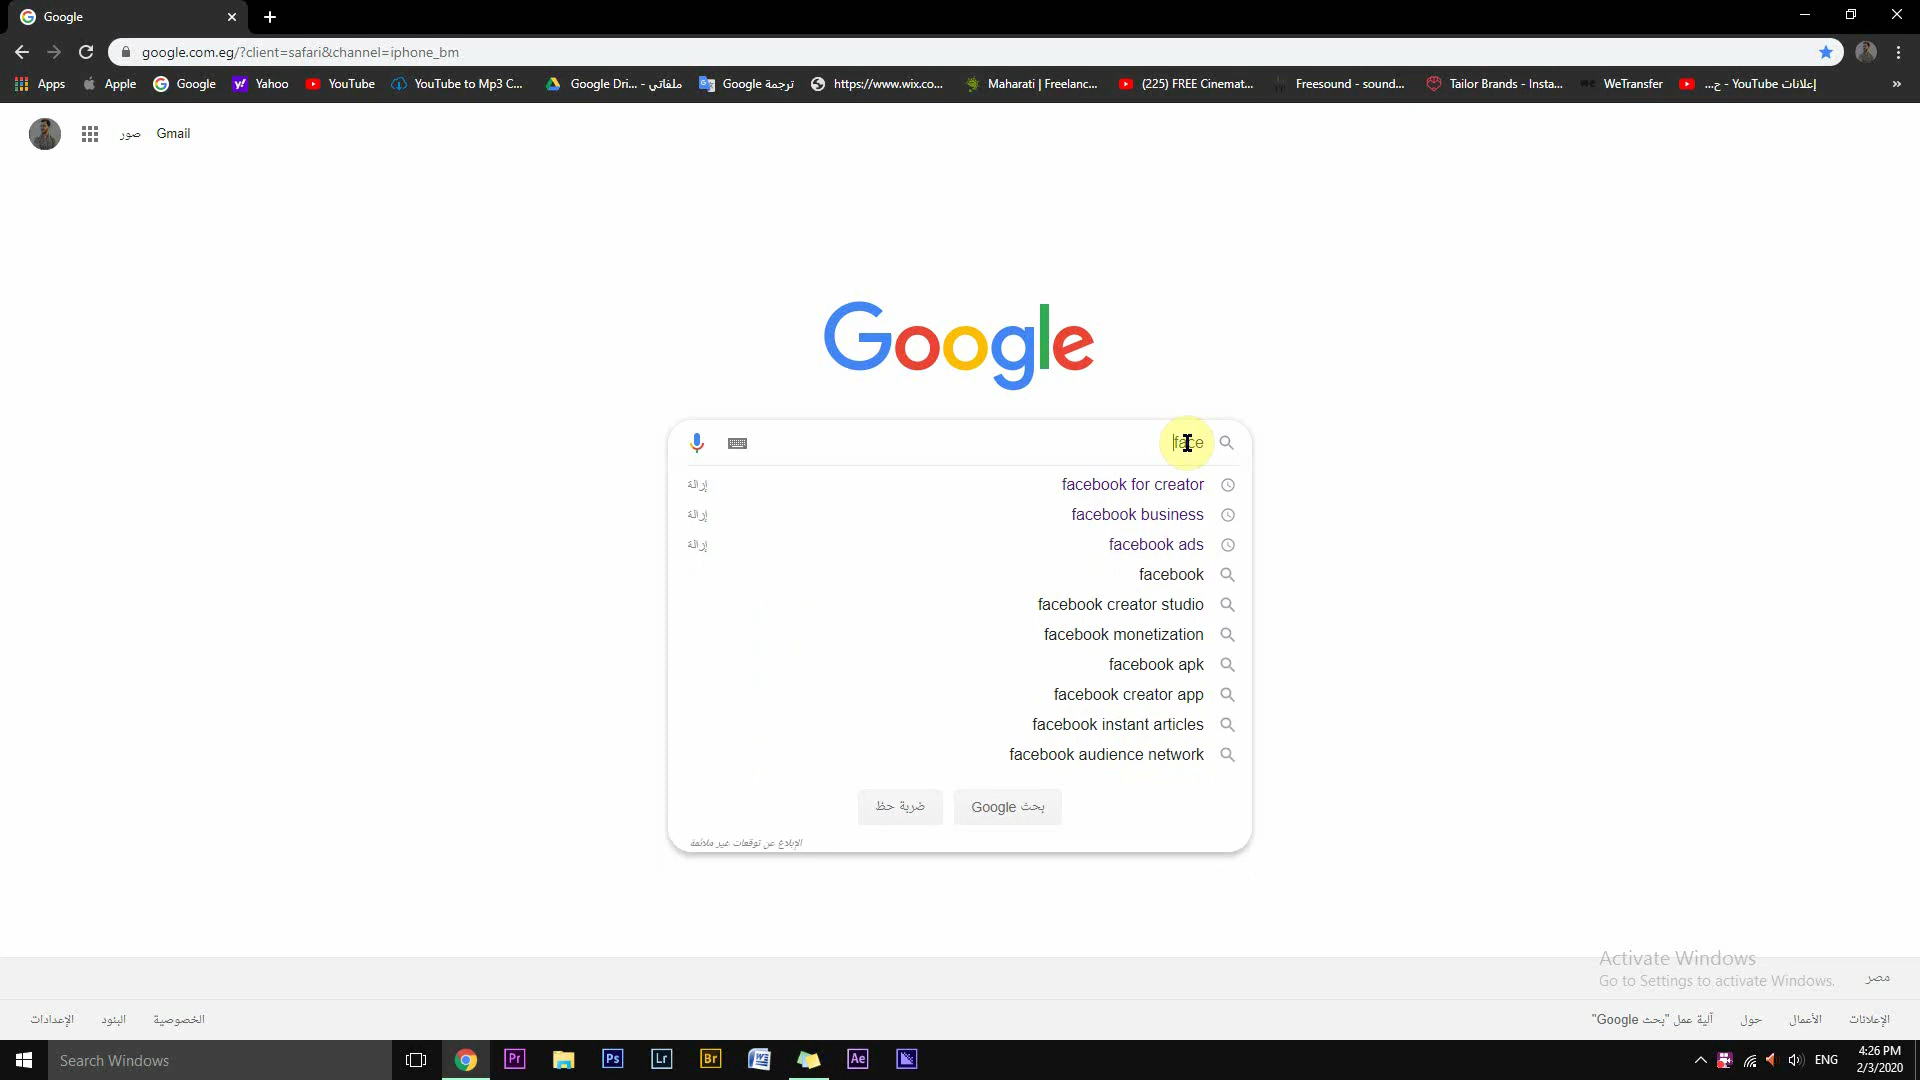 Google
google.com.eg/?client=safari&channel=iphone_bm
Apps
Apple
Google
Yahoo
YouTube
YouTube to Mp3 C...
Google Dri... - ملفاتي
Google ترجمة
https://www.wix.co...
Maharati | Freelanc...
(225) FREE Cinemat...
Freesound - sound...
Tailor Brands - Insta...
WeTransfer
إعلانات YouTube - ح...
صور
Gmail
Google
face
facebook for creator
إزالة
facebook business
إزالة
facebook ads
إزالة
facebook
facebook creator studio
facebook monetization
facebook apk
facebook creator app
facebook instant articles
facebook audience network
بحث Google
ضربة حظ
الإبلاغ عن توقعات غير ملائمة
Activate Windows
Go to Settings to activate Windows.
مصر
الإعلانات
الأعمال
حول
آلية عمل "بحث Google"
الخصوصية
البنود
الإعدادات
Search Windows
Pr
Ps
Lr
Br
Ae
ENG
4:26 PM
2/3/2020